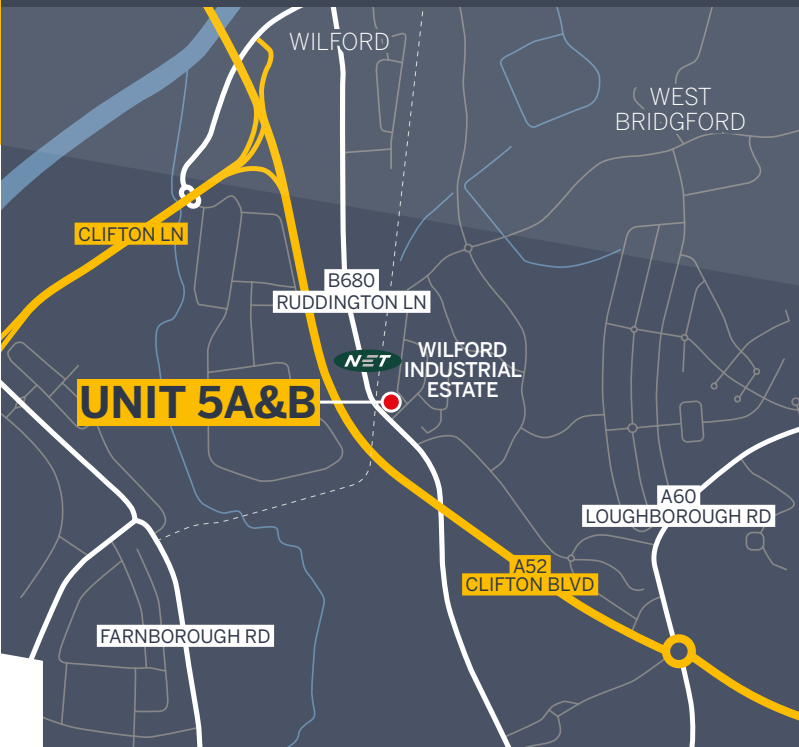 WILFORD
WEST
BRIDGFORD
CLIFTON LN
B680
RUDDINGTON LN
NET
WILFORD
INDUSTRIAL
ESTATE
UNIT 5A&B
A60
LOUGHBOROUGH RD
A52
CLIFTON BLVD
FARNBOROUGH RD